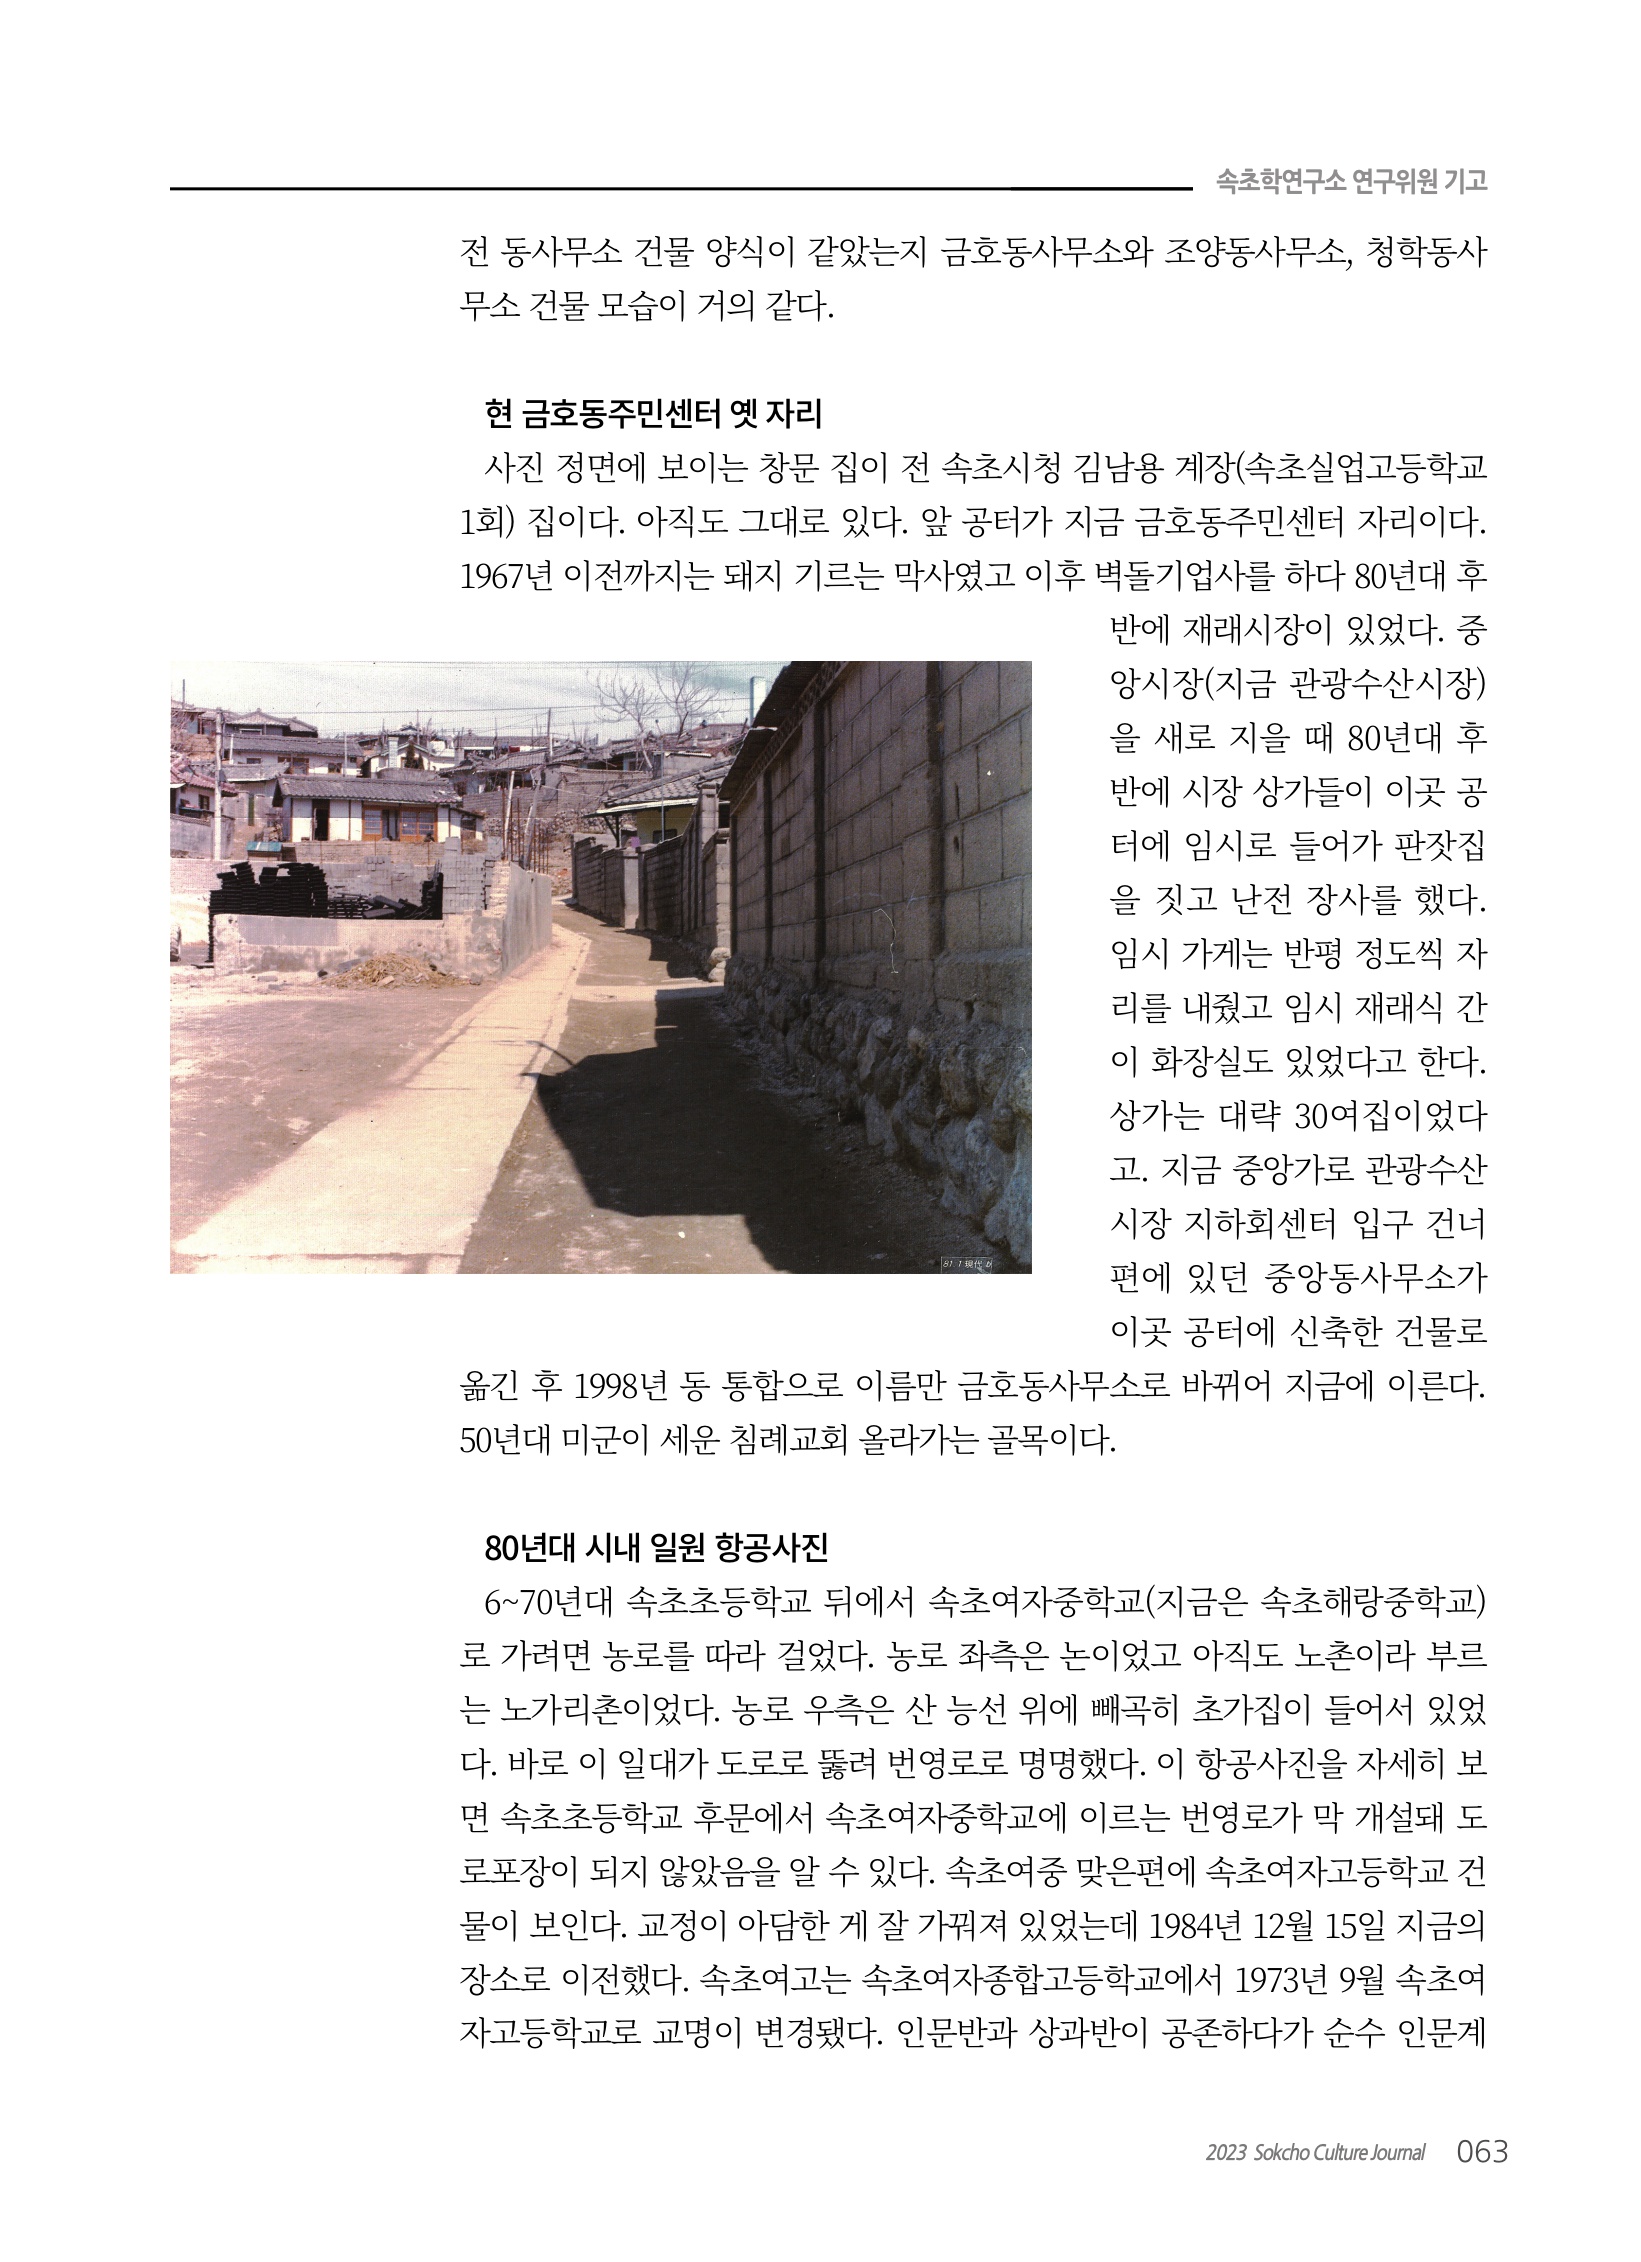 속초학연구소 연구위원 기고
전 동사무소 건물 양식이 같았는지 금호동사무소와 조양동사무소, 청학동사
무소 건물 모습이 거의 같다.
현 금호동주민센터 옛 자리
사진 정면에 보이는 창문 집이 전 속초시청 김남용 계장(속초실업고등학교
1회) 집이다. 아직도 그대로 있다. 앞 공터가 지금 금호동주민센터 자리이다.
1967년 이전까지는 돼지 기르는 막사였고 이후 벽돌기업사를 하다 80년대 후
반에 재래시장이 있었다. 중
앙시장(지금 관광수산시장)
을 새로 지을 때 80년대 후
반에 시장 상가들이 이곳 공
터에 임시로 들어가 판잣집
을 짓고 난전 장사를 했다.
임시 가게는 반평 정도씩 자
리를 내줬고 임시 재래식 간
이 화장실도 있었다고 한다.
상가는 대략 30여집이었다
고. 지금 중앙가로 관광수산
시장 지하회센터 입구 건너
편에 있던 중앙동사무소가
이곳 공터에 신축한 건물로
옮긴 후 1998년 동 통합으로 이름만 금호동사무소로 바뀌어 지금에 이른다.
50년대 미군이 세운 침례교회 올라가는 골목이다.
81 1 現代
80년대 시내 일원 항공사진
6~70년대 속초초등학교 뒤에서 속초여자중학교(지금은 속초해랑중학교)
로 가려면 농로를 따라 걸었다. 농로 좌측은 논이었고 아직도 노촌이라 부르
는 노가리촌이었다. 농로 우측은 산 능선 위에 빼곡히 초가집이 들어서 있었
다. 바로 이 일대가 도로로 뚫려 번영로로 명명했다. 이 항공사진을 자세히 보
면 속초초등학교 후문에서 속초여자중학교에 이르는 번영로가 막 개설돼 도
로포장이 되지 않았음을 알 수 있다. 속초여중 맞은편에 속초여자고등학교 건
물이 보인다. 교정이 아담한 게 잘 가꿔져 있었는데 1984년 12월 15일 지금의
장소로 이전했다. 속초여고는 속초여자종합고등학교에서 1973년 9월 속초여
자고등학교로 교명이 변경됐다. 인문반과 상과반이 공존하다가 순수 인문계
2023 Sokcho Culture Journal 063